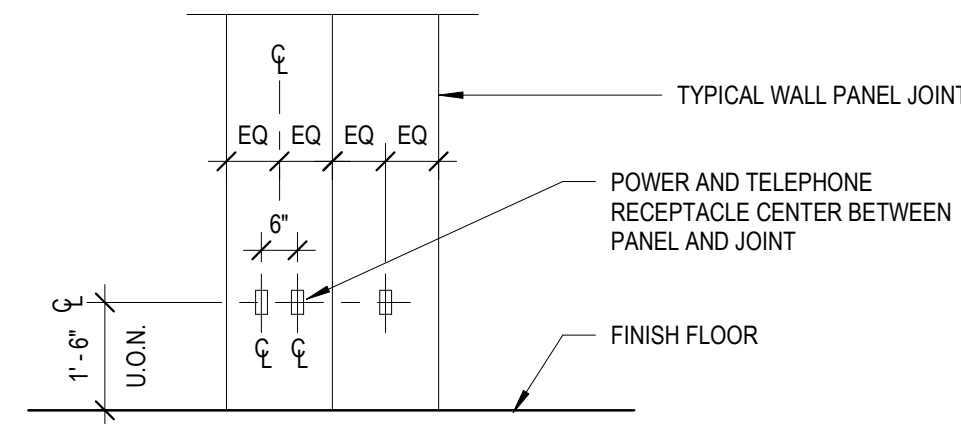 ℄
TYPICAL WALL PANEL JOINT
EQ EQ EQ EQ
POWER AND TELEPHONE
RECEPTACLE CENTER BETWEEN
PANEL AND JOINT
6"
℄
1' - 6"
U.O.N.
℄ ℄
FINISH FLOOR